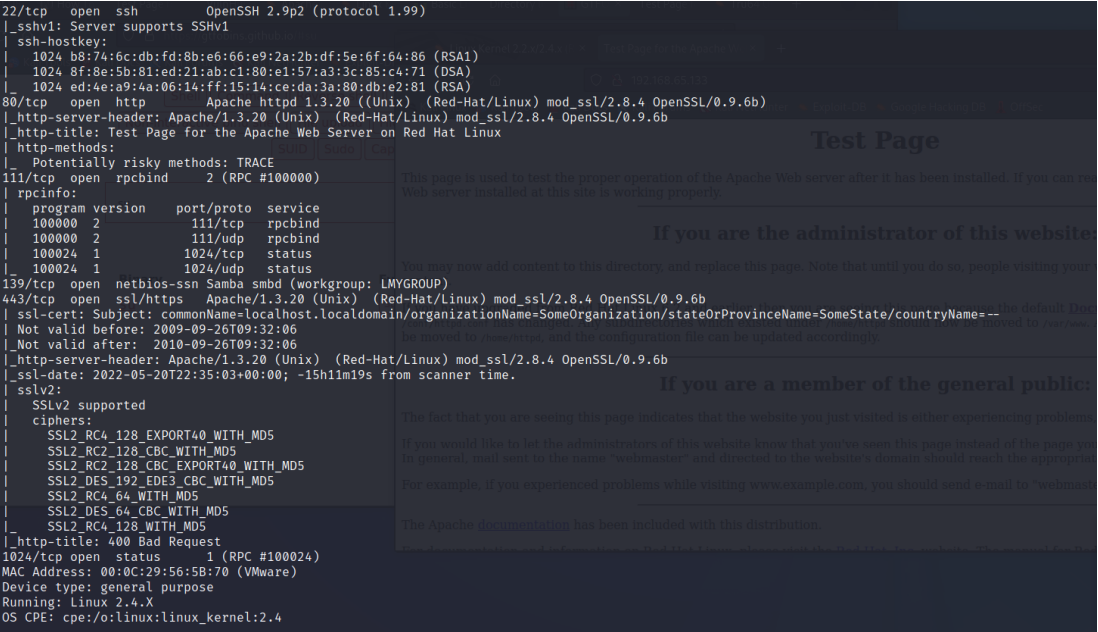 22/tcp   open  ssh         OpenSSH 2.9p2 (protocol 1.99)
|_sshv1: Server supports SSHv1
| ssh-hostkey:
|   1024 b8:74:6c:db:fd:8b:e6:66:e9:2a:2b:df:5e:6f:64:86 (RSA1)
|   1024 8f:8e:5b:81:ed:21:ab:c1:80:e1:57:a3:3c:85:c4:71 (DSA)
|_  1024 ed:4e:a9:4a:06:14:ff:15:14:ce:da:3a:80:db:e2:81 (RSA)
80/tcp   open  http        Apache httpd 1.3.20 ((Unix)  (Red-Hat/Linux) mod_ssl/2.8.4 OpenSSL/0.9.6b)
|_http-server-header: Apache/1.3.20 (Unix)  (Red-Hat/Linux) mod_ssl/2.8.4 OpenSSL/0.9.6b
|_http-title: Test Page for the Apache Web Server on Red Hat Linux
| http-methods:
|_  Potentially risky methods: TRACE
111/tcp  open  rpcbind     2 (RPC #100000)
| rpcinfo:
|   program version    port/proto  service
|   100000  2            111/tcp   rpcbind
|   100000  2            111/udp   rpcbind
|   100024  1           1024/tcp   status
|_  100024  1           1024/udp   status
139/tcp  open  netbios-ssn Samba smbd (workgroup: LMYGROUP)
443/tcp  open  ssl/https   Apache/1.3.20 (Unix)  (Red-Hat/Linux) mod_ssl/2.8.4 OpenSSL/0.9.6b
| ssl-cert: Subject: commonName=localhost.localdomain/organizationName=SomeOrganization/stateOrProvinceName=SomeState/countryName=--
| Not valid before: 2009-09-26T09:32:06
|_Not valid after:  2010-09-26T09:32:06
|_http-server-header: Apache/1.3.20 (Unix)  (Red-Hat/Linux) mod_ssl/2.8.4 OpenSSL/0.9.6b
|_ssl-date: 2022-05-20T22:35:03+00:00; -15h11m19s from scanner time.
| sslv2:
|   SSLv2 supported
|   ciphers:
|     SSL2_RC4_128_EXPORT40_WITH_MD5
|     SSL2_RC2_128_CBC_WITH_MD5
|     SSL2_RC2_128_CBC_EXPORT40_WITH_MD5
|     SSL2_DES_192_EDE3_CBC_WITH_MD5
|     SSL2_RC4_64_WITH_MD5
|     SSL2_DES_64_CBC_WITH_MD5
|_    SSL2_RC4_128_WITH_MD5
|_http-title: 400 Bad Request
1024/tcp open  status      1 (RPC #100024)
MAC Address: 00:0C:29:56:5B:70 (VMware)
Device type: general purpose
Running: Linux 2.4.X
OS CPE: cpe:/o:linux:linux_kernel:2.4
SUID Sudo
Test Page
This page is used to test the proper operation of the Apache Web server after it has been installed. If you can
Web server installed at this site is working properly.
If you are the administrator of this website:
You may now add content to this directory, and replace this page. Note that until you do so, people visiting your
be moved to /home/httpd, and the configuration file can be updated accordingly.
If you are a member of the general public:
The fact that you are seeing this page indicates that the website you just visited is either experiencing problems,
If you would like to let the administrators of this website know that you've seen this page instead of the page
In general, mail sent to the name "webmaster" and directed to the website's domain should reach the
For example, if you experienced problems while visiting www.example.com, you should send e-mail to
The Apache documentation has been included with this distribution.